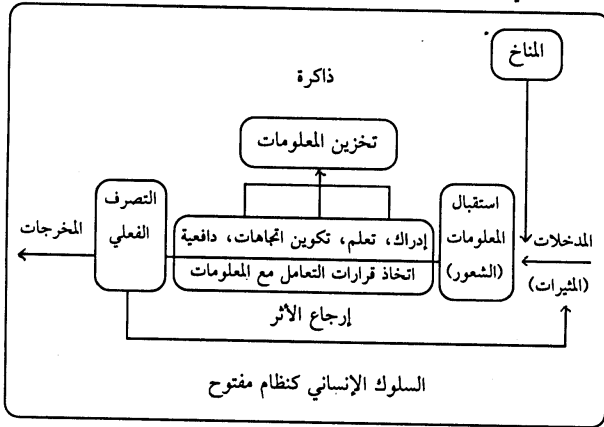 المناخ
ذاكرة
تخزين المعلومات
استقبال
المعلومات
(الشعور)
المدخلات
(المثيرات)
إدراك، تعلم، تكوين اتجاهات، دافعية
اتخاذ قرارات التعامل مع المعلومات
التصرف
الفعلي
المخرجات
إرجاع الأثر
السلوك الإنساني كنظام مفتوح